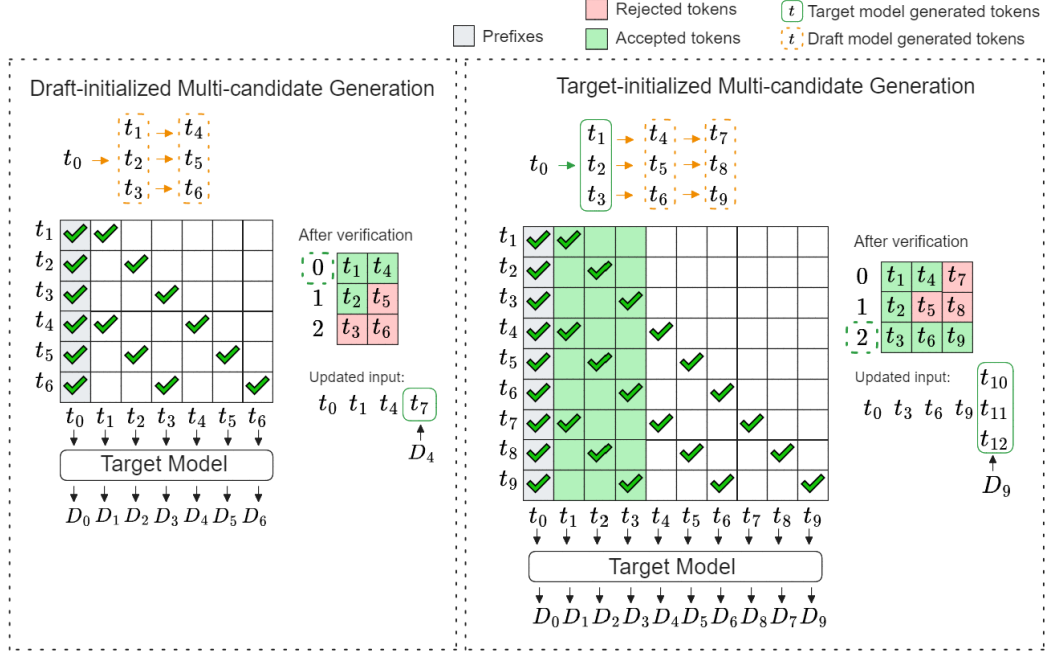 Rejected tokens
t Target model generated tokens
Prefixes
Accepted tokens
t Draft model generated tokens
Draft-initialized Multi-candidate Generation
t1 t4
t0 t2 t5
t3 t6
t1
t2
t3
t4
t5
t6
t0 t1 t2 t3 t4 t5 t6
Target Model
D0 D1 D2 D3 D4 D5 D6
After verification
0 t1 t4
1 t2 t5
2 t3 t6
Updated input:
t0 t1 t4 t7
D4
Target-initialized Multi-candidate Generation
t1 t4 t7
t0 t2 t5 t8
t3 t6 t9
t1
t2
t3
t4
t5
t6
t7
t8
t9
t0 t1 t2 t3 t4 t5 t6 t7 t8 t9
Target Model
D0 D1 D2 D3 D4 D5 D6 D8 D7 D9
After verification
0 t1 t4 t7
1 t2 t5 t8
2 t3 t6 t9
Updated input:
t10
t0 t3 t6 t9 t11
t12
D9